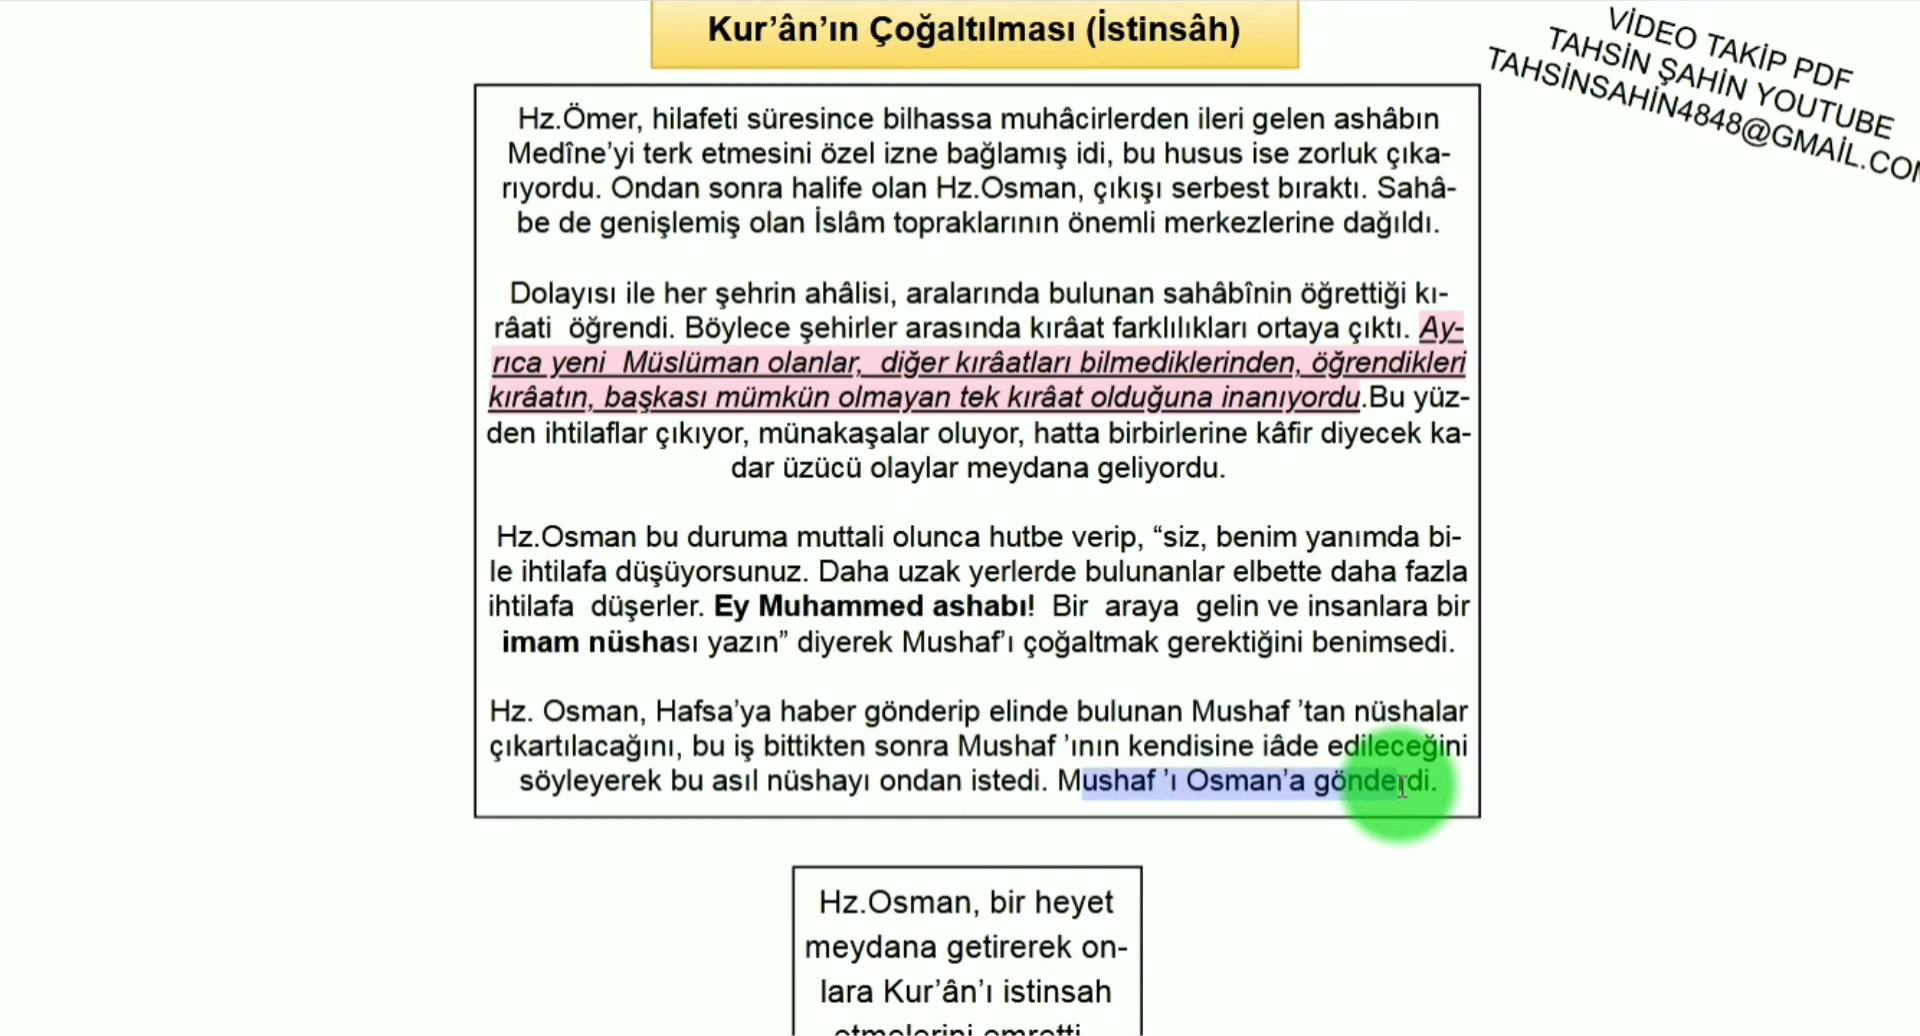 Kur’ân’ın Çoğaltılması (İstinsâh)
VİDEO TAKİP PDF
TAHSİN ŞAHİN YOUTUBE
TAHSİNSAHİN4848@GMAİL.CO
Hz.Ömer, hilafeti süresince bilhassa muhâcirlerden ileri gelen ashâbın
Medîne’yi terk etmesini özel izne bağlamış idi, bu husus ise zorluk çıka-
rıyordu. Ondan sonra halife olan Hz.Osman, çıkışı serbest bıraktı. Sahâ-
be de genişlemiş olan İslâm topraklarının önemli merkezlerine dağıldı.
Dolayısı ile her şehrin ahâlisi, aralarında bulunan sahâbînin öğrettiği kı-
râati öğrendi. Böylece şehirler arasında kırâat farklılıkları ortaya çıktı. Ay-
rıca yeni Müslüman olanlar, diğer kırâatları bilmediklerinden, öğrendikleri
kırâatın, başkası mümkün olmayan tek kırâat olduğuna inanıyordu.Bu yüz-
den ihtilaflar çıkıyor, münakaşalar oluyor, hatta birbirlerine kâfir diyecek ka-
dar üzücü olaylar meydana geliyordu.
Hz.Osman bu duruma muttali olunca hutbe verip, “siz, benim yanımda bi-
le ihtilafa düşüyorsunuz. Daha uzak yerlerde bulunanlar elbette daha fazla
ihtilafa düşerler. Ey Muhammed ashabı! Bir araya gelin ve insanlara bir
imam nüshası yazın” diyerek Mushaf’ı çoğaltmak gerektiğini benimsedi.
Hz. Osman, Hafsa’ya haber gönderip elinde bulunan Mushaf ’tan nüshalar
çıkartılacağını, bu iş bittikten sonra Mushaf ’ının kendisine iâde edileceğini
söyleyerek bu asıl nüshayı ondan istedi. Mushaf ’ı Osman’a gönderdi.
Hz.Osman, bir heyet
meydana getirerek on-
lara Kur’ân’ı istinsah
etmelerini emretti